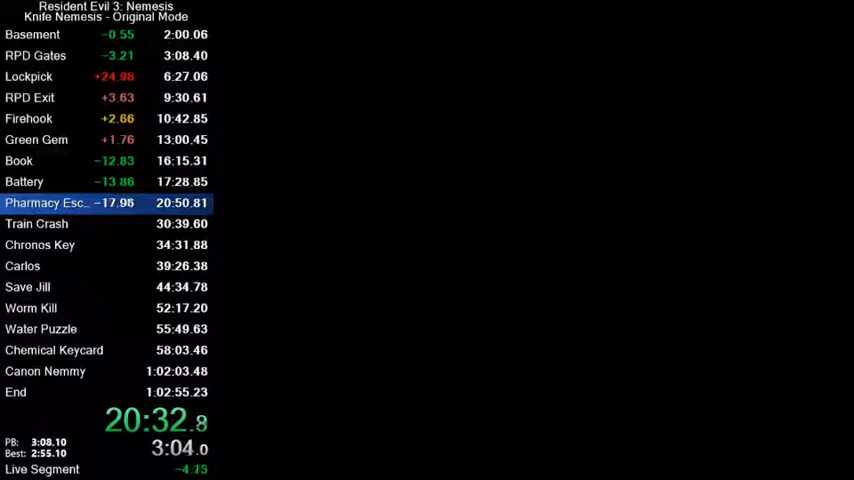 Resident Evil 3: Nemesis
Knife Nemesis - Original Mode
Basement −0.55 2:00.06
RPD Gates −3.21 3:08.40
Lockpick +24.98 6:27.06
RPD Exit +3.63 9:30.61
Firehook +2.66 10:42.85
Green Gem +1.76 13:00.45
Book −12.83 16:15.31
Battery −13.86 17:28.85
Pharmacy Esc... −17.98 20:50.81
Train Crash 30:39.60
Chronos Key 34:31.88
Carlos 39:26.38
Save Jill 44:34.78
Worm Kill 52:17.20
Water Puzzle 55:49.63
Chemical Keycard 58:03.46
Canon Nemmy 1:02:03.48
End 1:02:55.23
20:32.8
PB: 3:08.10 3:04.0
Best: 2:55.10
Live Segment −4.15